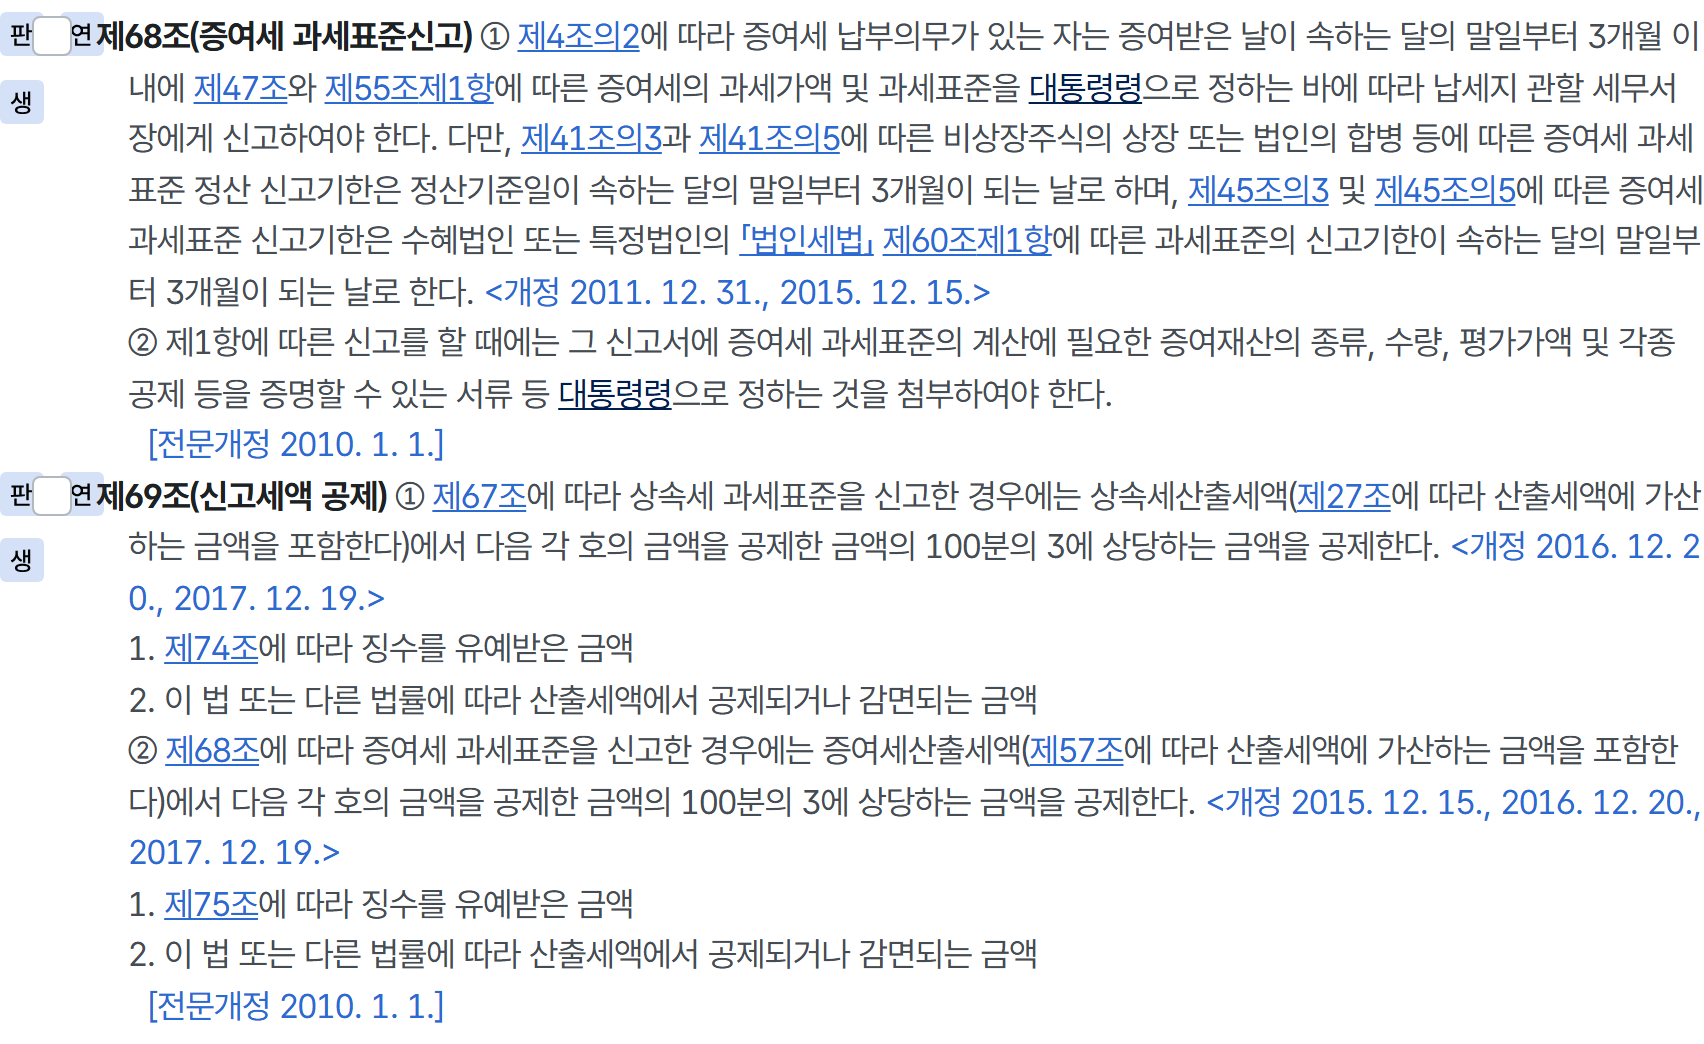 판 연 제68조(증여세 과세표준신고) ① 제4조의2에 따라 증여세 납부의무가 있는 자는 증여받은 날이 속하는 달의 말일부터 3개월 이
생 내에 제47조와 제55조제1항에 따른 증여세의 과세가액 및 과세표준을 대통령령으로 정하는 바에 따라 납세지 관할 세무서
장에게 신고하여야 한다. 다만, 제41조의3과 제41조의5에 따른 비상장주식의 상장 또는 법인의 합병 등에 따른 증여세 과세
표준 정산 신고기한은 정산기준일이 속하는 달의 말일부터 3개월이 되는 날로 하며, 제45조의3 및 제45조의5에 따른 증여세
과세표준 신고기한은 수혜법인 또는 특정법인의 「법인세법」 제60조제1항에 따른 과세표준의 신고기한이 속하는 달의 말일부
터 3개월이 되는 날로 한다. <개정 2011. 12. 31., 2015. 12. 15.>
② 제1항에 따른 신고를 할 때에는 그 신고서에 증여세 과세표준의 계산에 필요한 증여재산의 종류, 수량, 평가가액 및 각종
공제 등을 증명할 수 있는 서류 등 대통령령으로 정하는 것을 첨부하여야 한다.
[전문개정 2010. 1. 1.]
판 연 제69조(신고세액 공제) ① 제67조에 따라 상속세 과세표준을 신고한 경우에는 상속세산출세액(제27조에 따라 산출세액에 가산
생 하는 금액을 포함한다)에서 다음 각 호의 금액을 공제한 금액의 100분의 3에 상당하는 금액을 공제한다. <개정 2016. 12. 2
0., 2017. 12. 19.>
1. 제74조에 따라 징수를 유예받은 금액
2. 이 법 또는 다른 법률에 따라 산출세액에서 공제되거나 감면되는 금액
② 제68조에 따라 증여세 과세표준을 신고한 경우에는 증여세산출세액(제57조에 따라 산출세액에 가산하는 금액을 포함한
다)에서 다음 각 호의 금액을 공제한 금액의 100분의 3에 상당하는 금액을 공제한다. <개정 2015. 12. 15., 2016. 12. 20.,
2017. 12. 19.>
1. 제75조에 따라 징수를 유예받은 금액
2. 이 법 또는 다른 법률에 따라 산출세액에서 공제되거나 감면되는 금액
[전문개정 2010. 1. 1.]